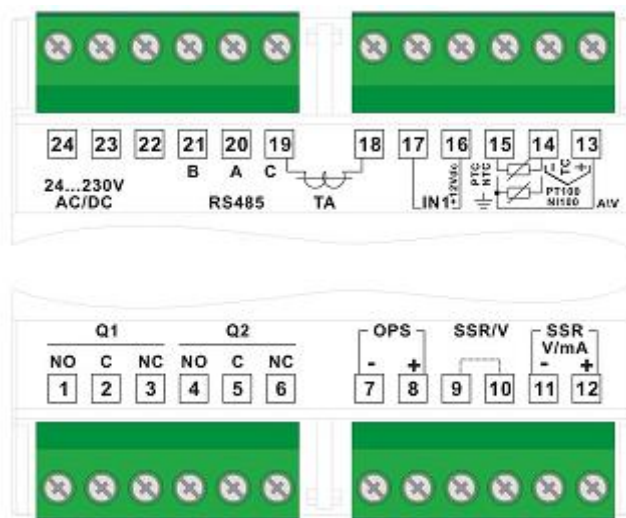 24 23 22 21 20 19 18 17 16 15 14 13
B A C
24...230V
AC/DC
RS485
TA
IN1
+12Vdc
PTC
NTC
- TC +
PT100
NI100
A\V
Q1 Q2 OPS SSR/V SSR
V/mA
NO C NC NO C NC - + - +
1 2 3 4 5 6 7 8 9 10 11 12